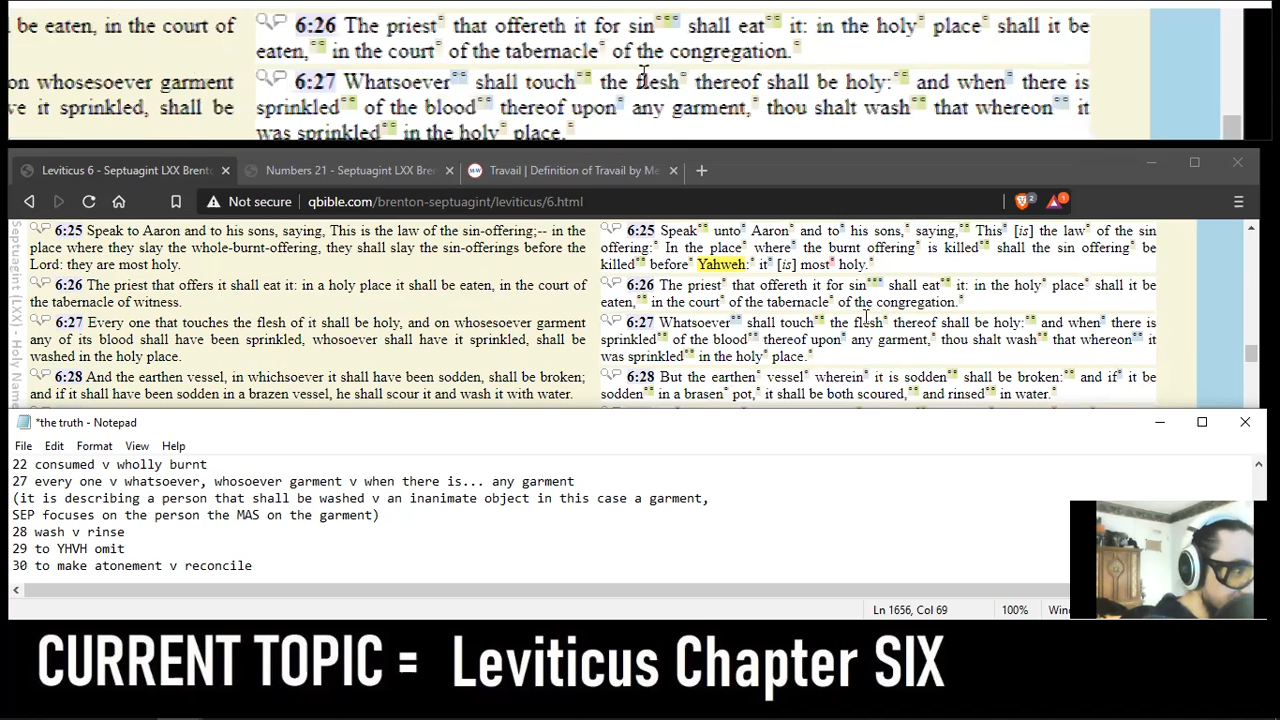 be eaten, in the court of
on whosesoever garment
it sprinkled, shall be
6:26 The priest that offereth it for sin shall eat it: in the holy place shall it be
eaten, in the court of the tabernacle of the congregation.
6:27 Whatsoever shall touch the flesh thereof shall be holy: and when there is
sprinkled of the blood thereof upon any garment, thou shalt wash that whereon it
was sprinkled in the holy place.
Leviticus 6 - Septuagint LXX Brent
Numbers 21 - Septuagint LXX Bren
Travail | Definition of Travail by Me
Not secure
qbible.com/brenton-septuagint/leviticus/6.html
Septuagint (LXX) - Holy Name
6:25 Speak to Aaron and to his sons, saying, This is the law of the sin-offering;-- in the
place where they slay the whole-burnt-offering, they shall slay the sin-offerings before the
Lord: they are most holy.
6:26 The priest that offers it shall eat it: in a holy place it shall be eaten, in the court of
the tabernacle of witness.
6:27 Every one that touches the flesh of it shall be holy, and on whosesoever garment
any of its blood shall have been sprinkled, whosoever shall have it sprinkled, shall be
washed in the holy place.
6:28 And the earthen vessel, in whichsoever it shall have been sodden, shall be broken;
and if it shall have been sodden in a brazen vessel, he shall scour it and wash it with water.
6:25 Speak unto Aaron and to his sons, saying, This [is] the law of the sin
offering: In the place where the burnt offering is killed shall the sin offering be
killed before Yahweh: it [is] most holy.
6:26 The priest that offereth it for sin shall eat it: in the holy place shall it be
eaten, in the court of the tabernacle of the congregation.
6:27 Whatsoever shall touch the flesh thereof shall be holy: and when there is
sprinkled of the blood thereof upon any garment, thou shalt wash that whereon it
was sprinkled in the holy place.
6:28 But the earthen vessel wherein it is sodden shall be broken: and if it be
sodden in a brasen pot, it shall be both scoured, and rinsed in water.
*the truth - Notepad
File Edit Format View Help
22 consumed v wholly burnt
27 every one v whatsoever, whosoever garment v when there is... any garment
(it is describing a person that shall be washed v an inanimate object in this case a garment,
SEP focuses on the person the MAS on the garment)
28 wash v rinse
29 to YHVH omit
30 to make atonement v reconcile
Ln 1656, Col 69
100%
CURRENT TOPIC = Leviticus Chapter SIX